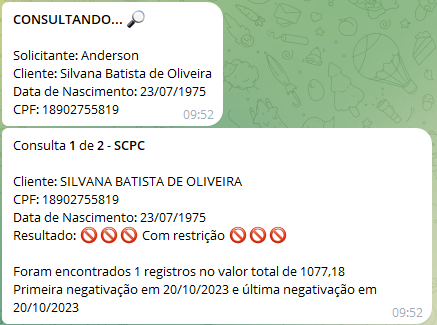 CONSULTANDO... 🔎
Solicitante: Anderson
Cliente: Silvana Batista de Oliveira
Data de Nascimento: 23/07/1975
CPF: 18902755819
09:52
Consulta 1 de 2 - SCPC
Cliente: SILVANA BATISTA DE OLIVEIRA
CPF: 18902755819
Data de Nascimento: 23/07/1975
Resultado: 🚫🚫🚫 Com restrição 🚫🚫🚫
Foram encontrados 1 registros no valor total de 1077,18
Primeira negativação em 20/10/2023 e última negativação em
20/10/2023
09:52